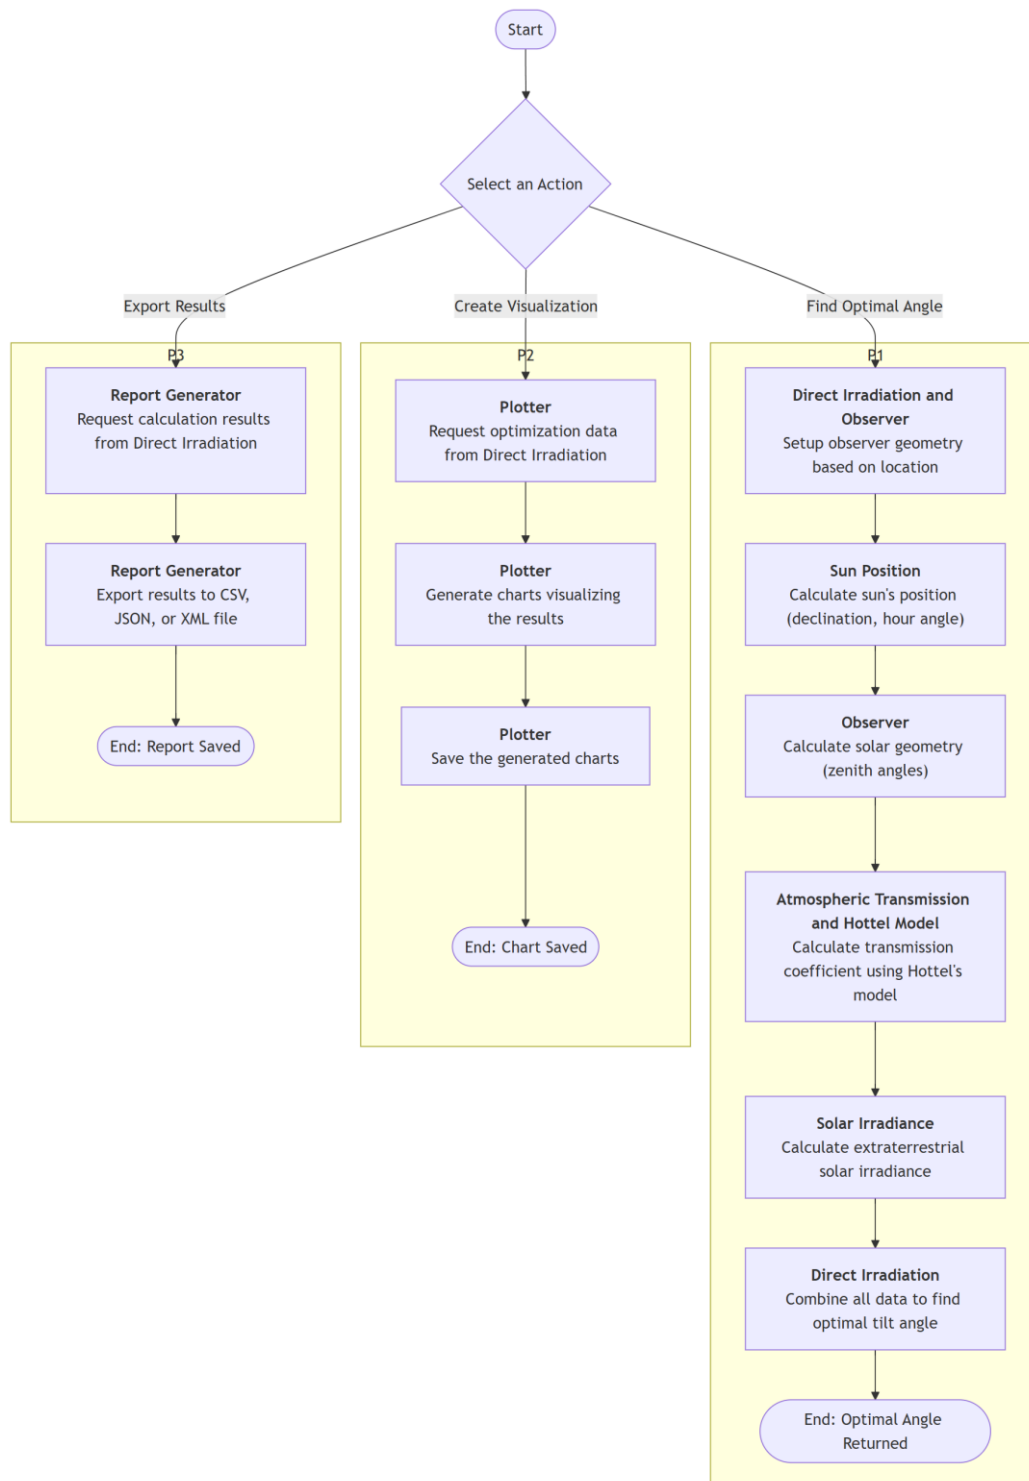 Start
Select an Action
Export Results
Create Visualization
Find Optimal Angle
P3
Report Generator
Request calculation results
from Direct Irradiation
Report Generator
Export results to CSV,
JSON, or XML file
End: Report Saved
P2
Plotter
Request optimization data
from Direct Irradiation
Plotter
Generate charts visualizing
the results
Plotter
Save the generated charts
End: Chart Saved
P1
Direct Irradiation and
Observer
Setup observer geometry
based on location
Sun Position
Calculate sun's position
(declination, hour angle)
Observer
Calculate solar geometry
(zenith angles)
Atmospheric Transmission
and Hottel Model
Calculate transmission
coefficient using Hottel's
model
Solar Irradiance
Calculate extraterrestrial
solar irradiance
Direct Irradiation
Combine all data to find
optimal tilt angle
End: Optimal Angle
Returned